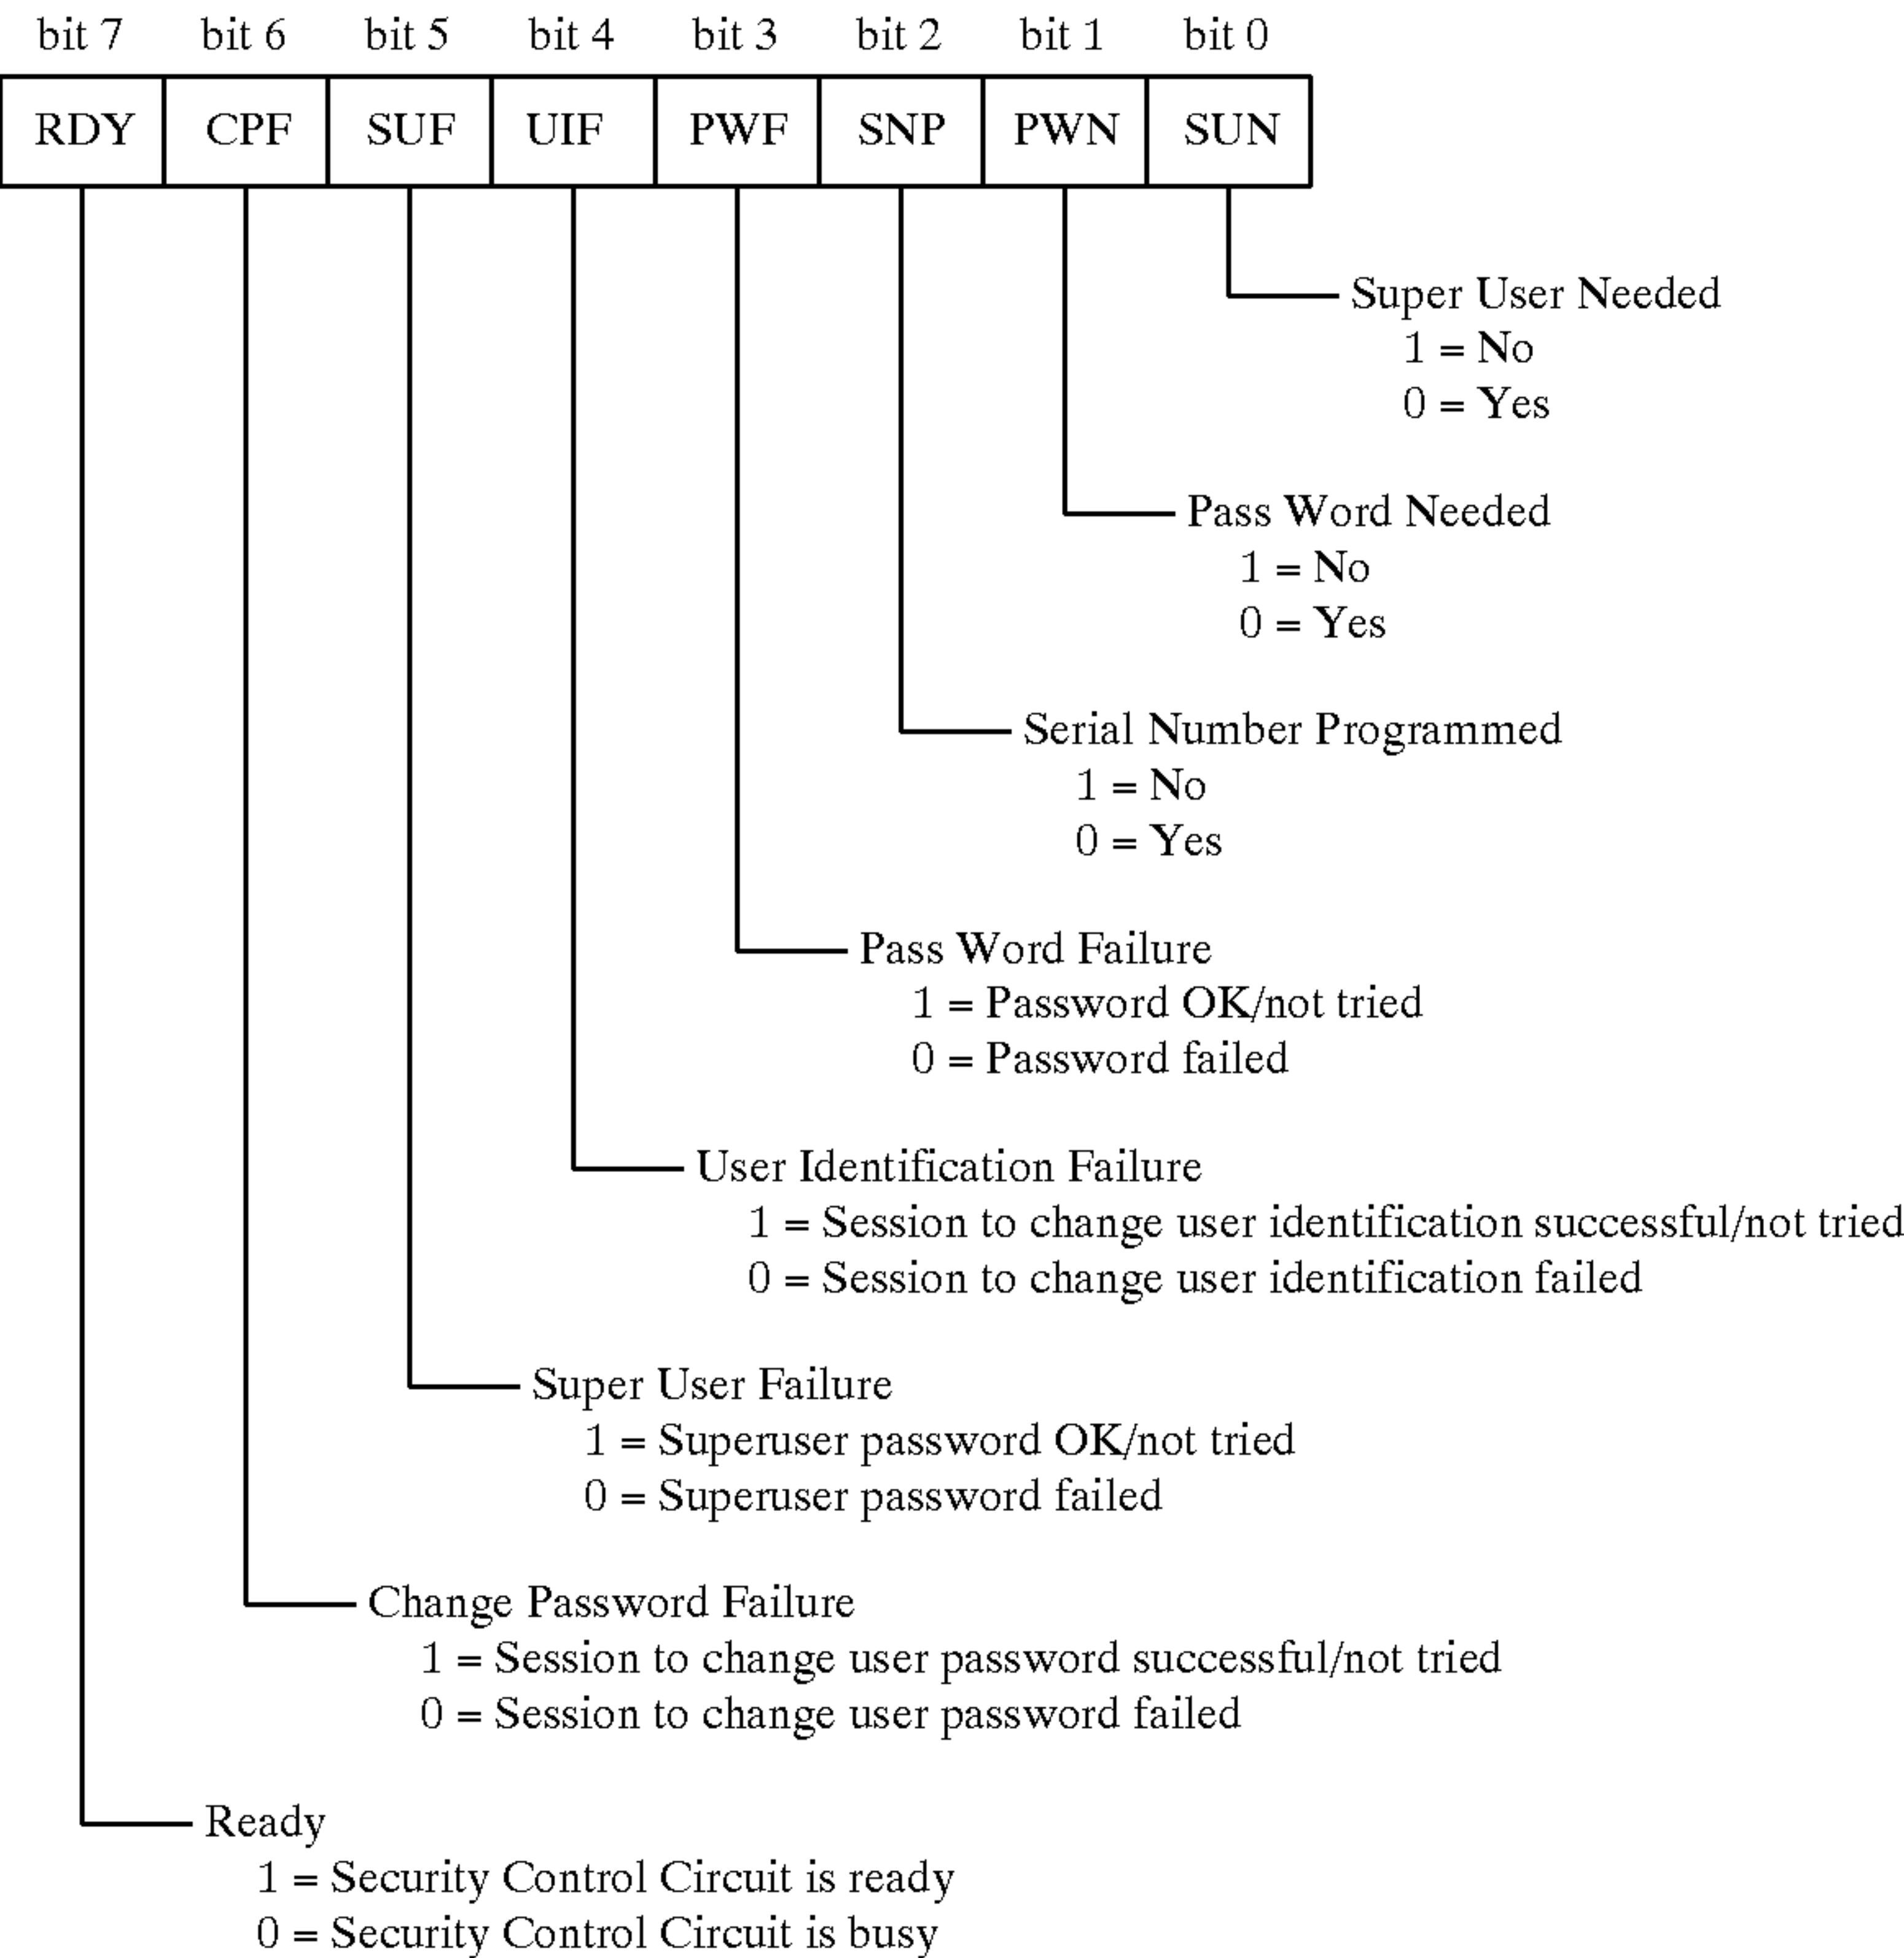 bit 7 bit 6 bit 5 bit 4 bit 3 bit 2 bit 1 bit 0
RDY CPF SUF UIF PWF SNP PWN SUN
Super User Needed
1 = No
0 = Yes
Pass Word Needed
1 = No
0 = Yes
Serial Number Programmed
1 = No
0 = Yes
Pass Word Failure
1 = Password OK/not tried
0 = Password failed
User Identification Failure
1 = Session to change user identification successful/not tried
0 = Session to change user identification failed
Super User Failure
1 = Superuser password OK/not tried
0 = Superuser password failed
Change Password Failure
1 = Session to change user password successful/not tried
0 = Session to change user password failed
Ready
1 = Security Control Circuit is ready
0 = Security Control Circuit is busy